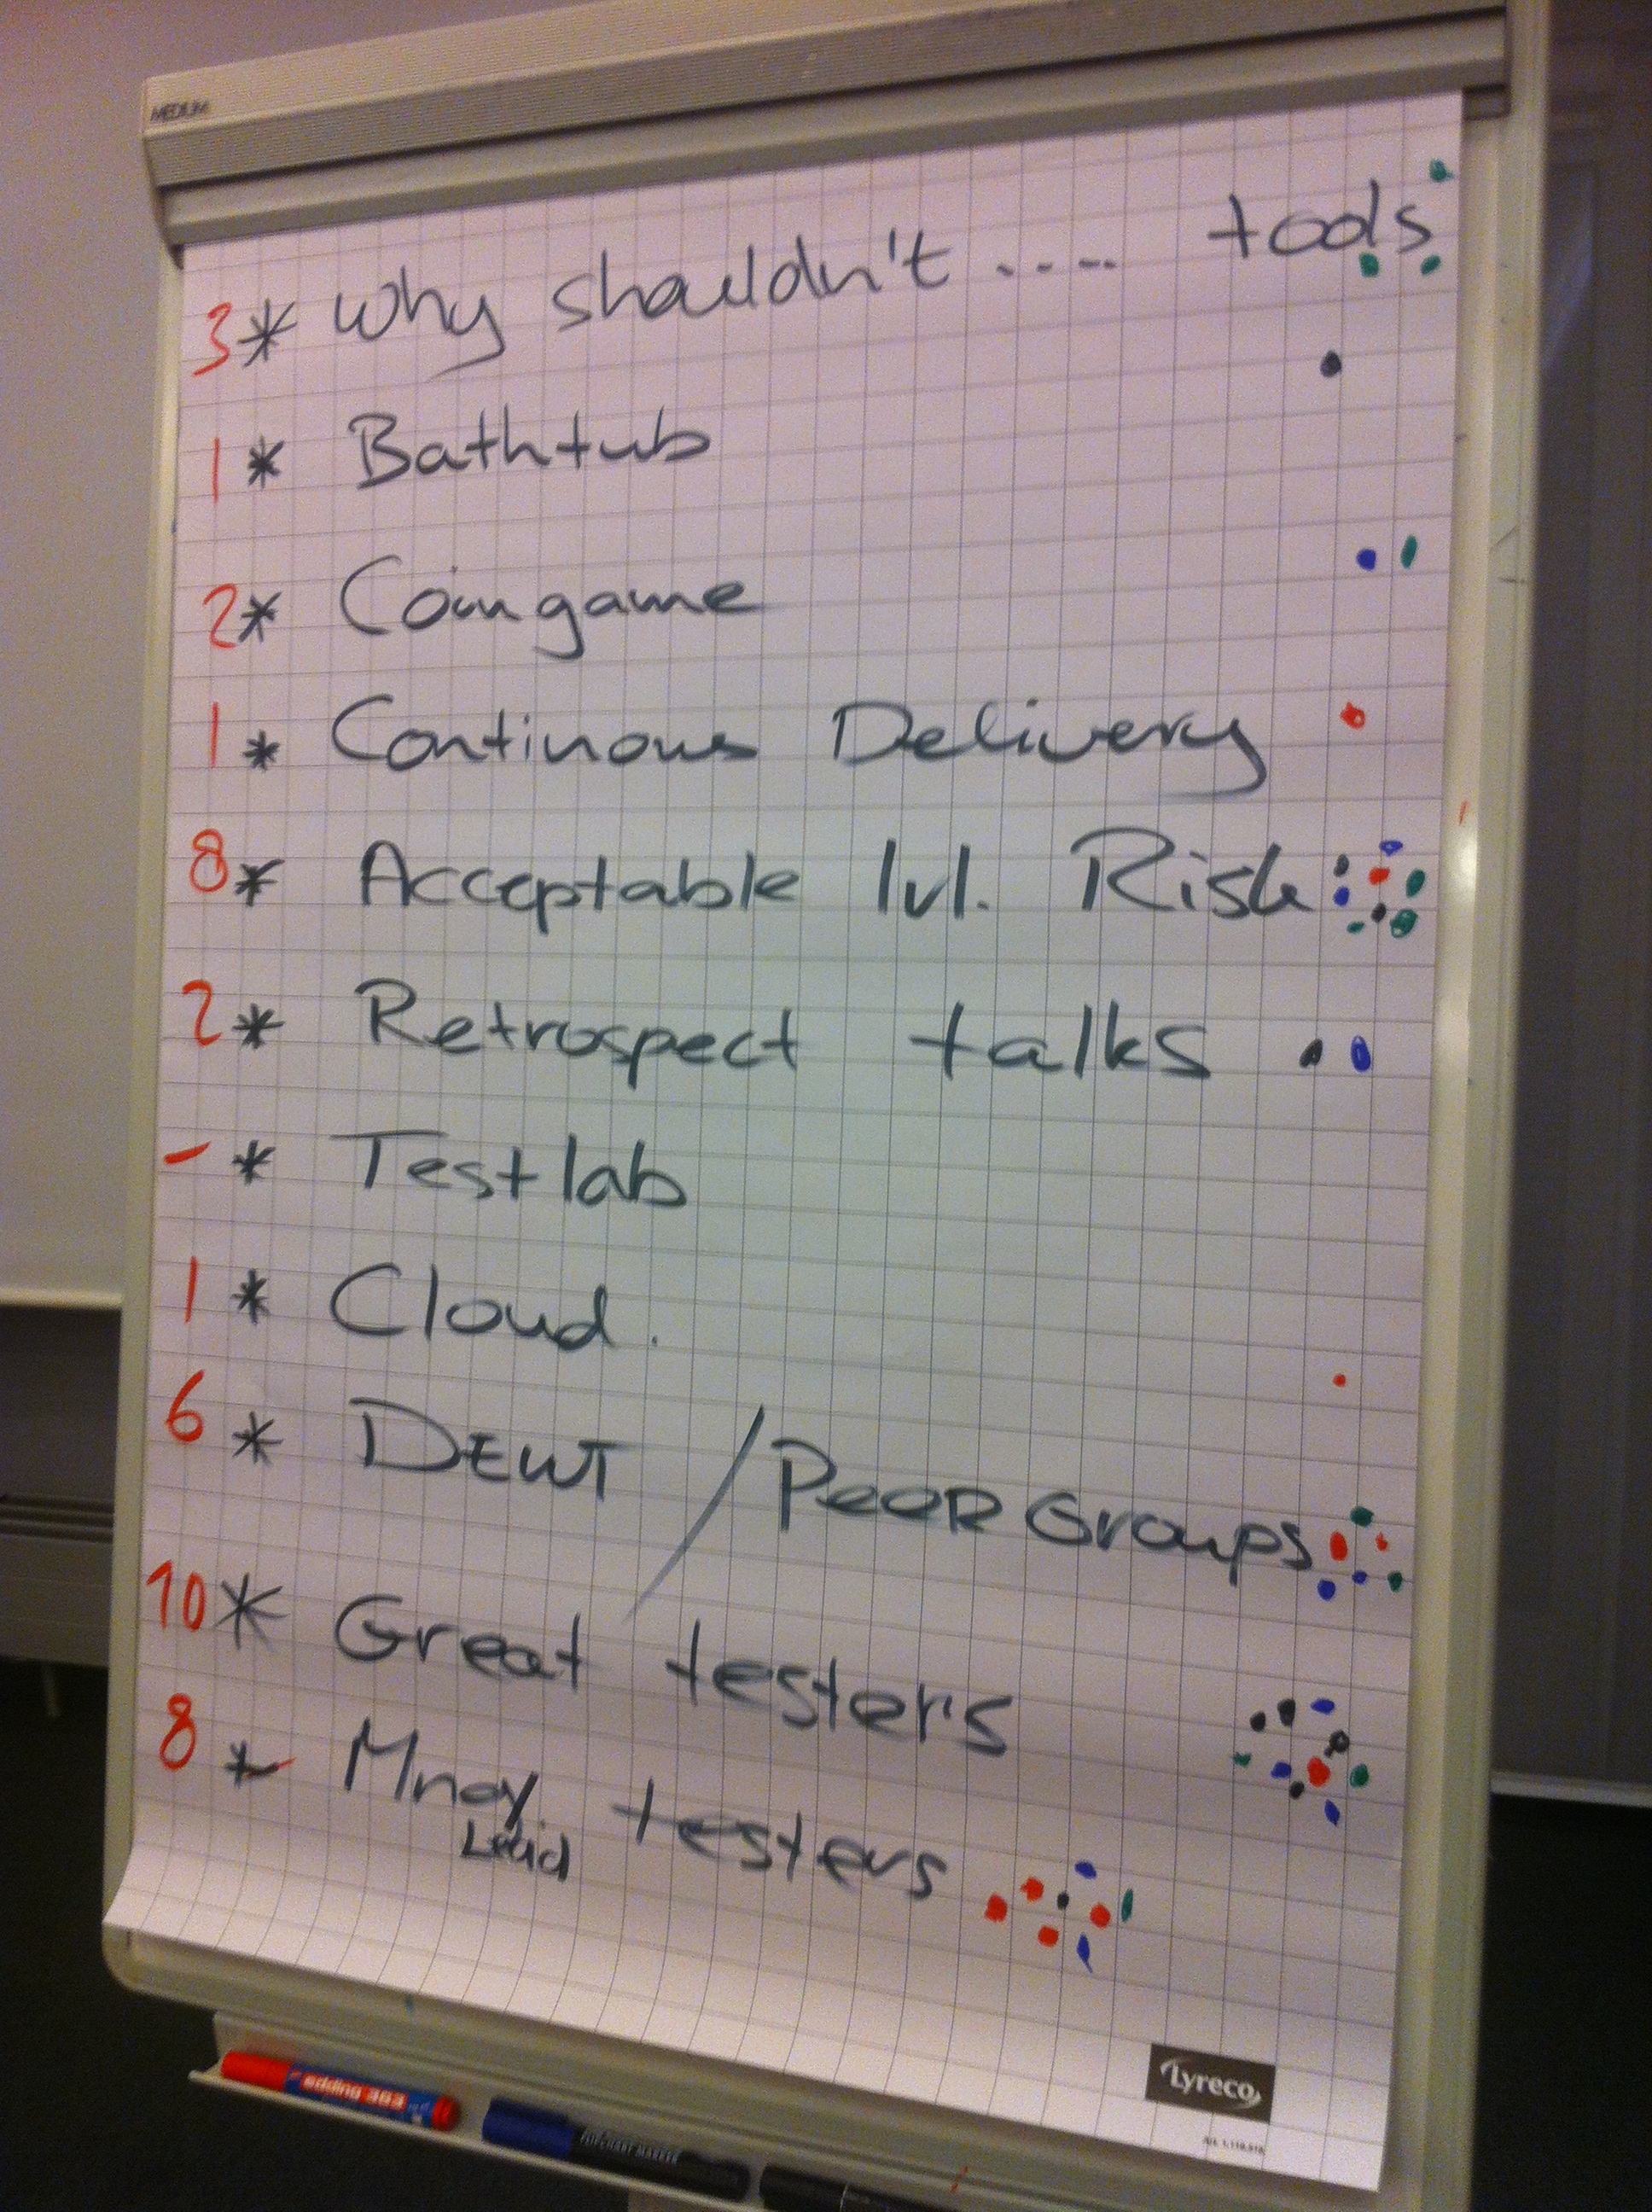 MEDIUM
3 * Why shouldn't .... tools
1 * Bathtub
2 * Coingame
1 * Continous Delivery
8 * Acceptable lvl. Risk
2 * Retrospect talks
- * Testlab
1 * Cloud.
6 * DEWT / PeeR Groups
10 * Great testers
8 * Mnay testers
Lyreco
edding 383
FLIPCHART MARKER